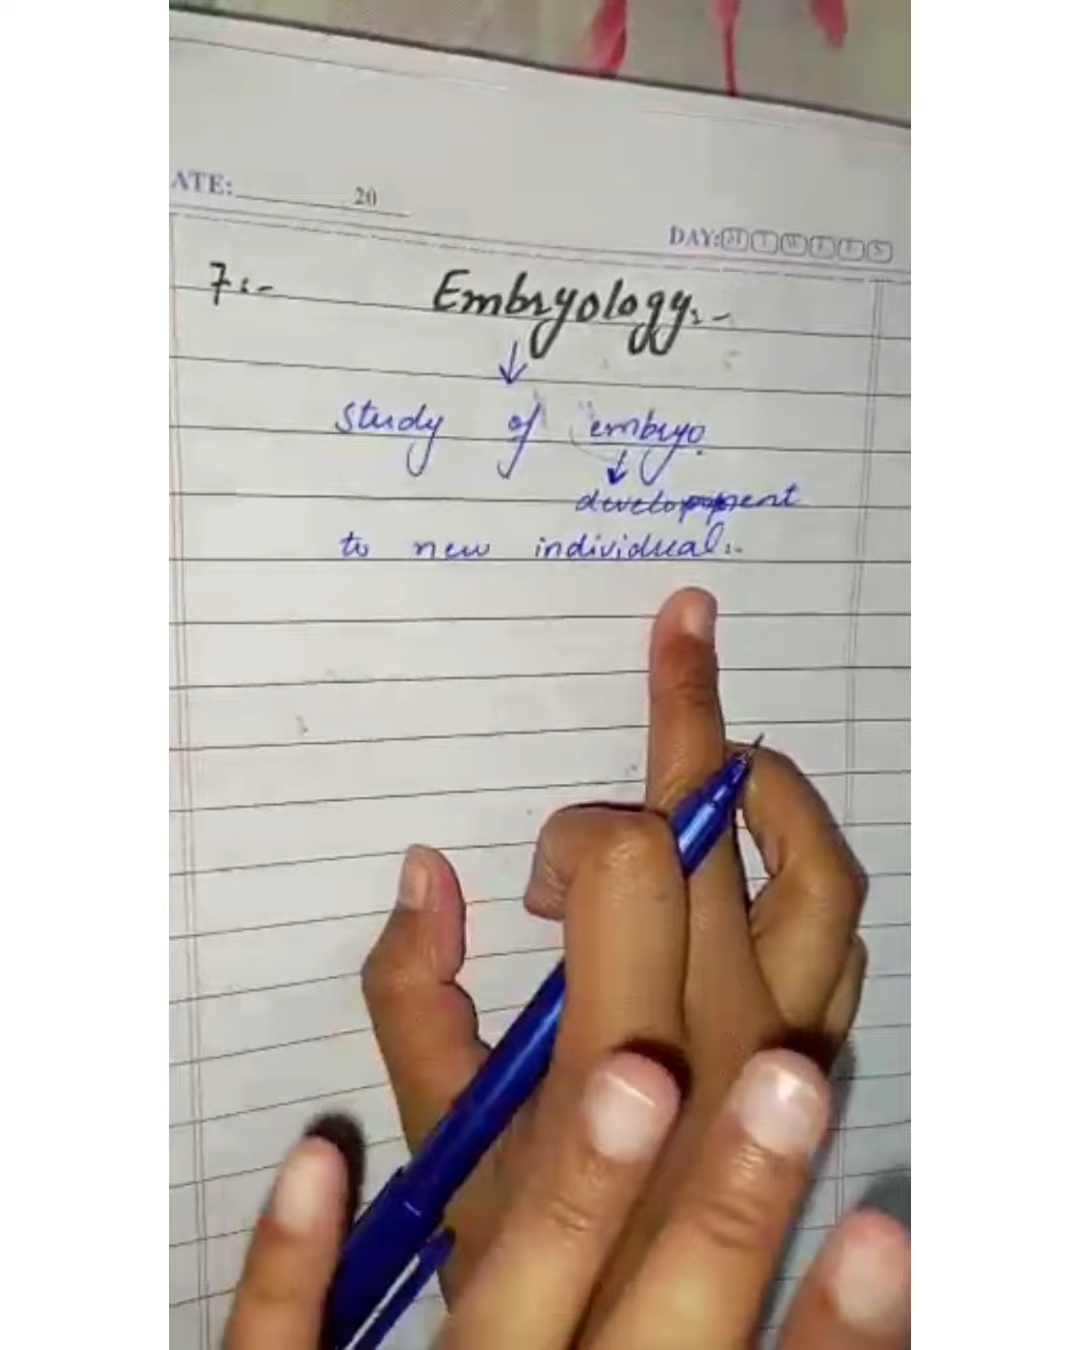 ATE: 20
DAY: M T W T F S
7:- Embryology:-
↓
study of "embryo.
↓
development
to new individual:-